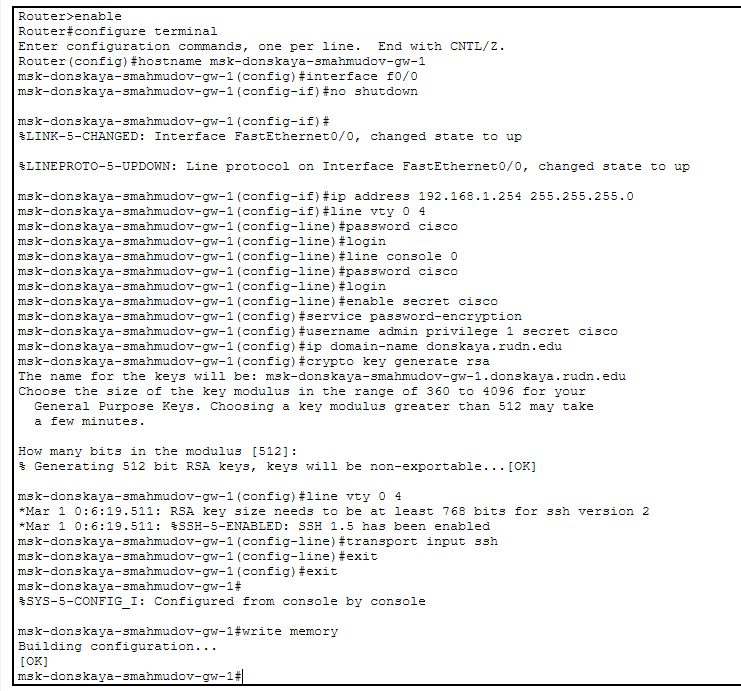 Router>enable
Router#configure terminal
Enter configuration commands, one per line.  End with CNTL/Z.
Router(config)#hostname msk-donskaya-smahmudov-gw-1
msk-donskaya-smahmudov-gw-1(config)#interface f0/0
msk-donskaya-smahmudov-gw-1(config-if)#no shutdown

msk-donskaya-smahmudov-gw-1(config-if)#
%LINK-5-CHANGED: Interface FastEthernet0/0, changed state to up

%LINEPROTO-5-UPDOWN: Line protocol on Interface FastEthernet0/0, changed state to up

msk-donskaya-smahmudov-gw-1(config-if)#ip address 192.168.1.254 255.255.255.0
msk-donskaya-smahmudov-gw-1(config-if)#line vty 0 4
msk-donskaya-smahmudov-gw-1(config-line)#password cisco
msk-donskaya-smahmudov-gw-1(config-line)#login
msk-donskaya-smahmudov-gw-1(config-line)#line console 0
msk-donskaya-smahmudov-gw-1(config-line)#password cisco
msk-donskaya-smahmudov-gw-1(config-line)#login
msk-donskaya-smahmudov-gw-1(config-line)#enable secret cisco
msk-donskaya-smahmudov-gw-1(config)#service password-encryption
msk-donskaya-smahmudov-gw-1(config)#username admin privilege 1 secret cisco
msk-donskaya-smahmudov-gw-1(config)#ip domain-name donskaya.rudn.edu
msk-donskaya-smahmudov-gw-1(config)#crypto key generate rsa
The name for the keys will be: msk-donskaya-smahmudov-gw-1.donskaya.rudn.edu
Choose the size of the key modulus in the range of 360 to 4096 for your
  General Purpose Keys. Choosing a key modulus greater than 512 may take
  a few minutes.

How many bits in the modulus [512]:
% Generating 512 bit RSA keys, keys will be non-exportable...[OK]

msk-donskaya-smahmudov-gw-1(config)#line vty 0 4
*Mar 1 0:6:19.511: RSA key size needs to be at least 768 bits for ssh version 2
*Mar 1 0:6:19.511: %SSH-5-ENABLED: SSH 1.5 has been enabled
msk-donskaya-smahmudov-gw-1(config-line)#transport input ssh
msk-donskaya-smahmudov-gw-1(config-line)#exit
msk-donskaya-smahmudov-gw-1(config)#exit
msk-donskaya-smahmudov-gw-1#
%SYS-5-CONFIG_I: Configured from console by console

msk-donskaya-smahmudov-gw-1#write memory
Building configuration...
[OK]
msk-donskaya-smahmudov-gw-1#